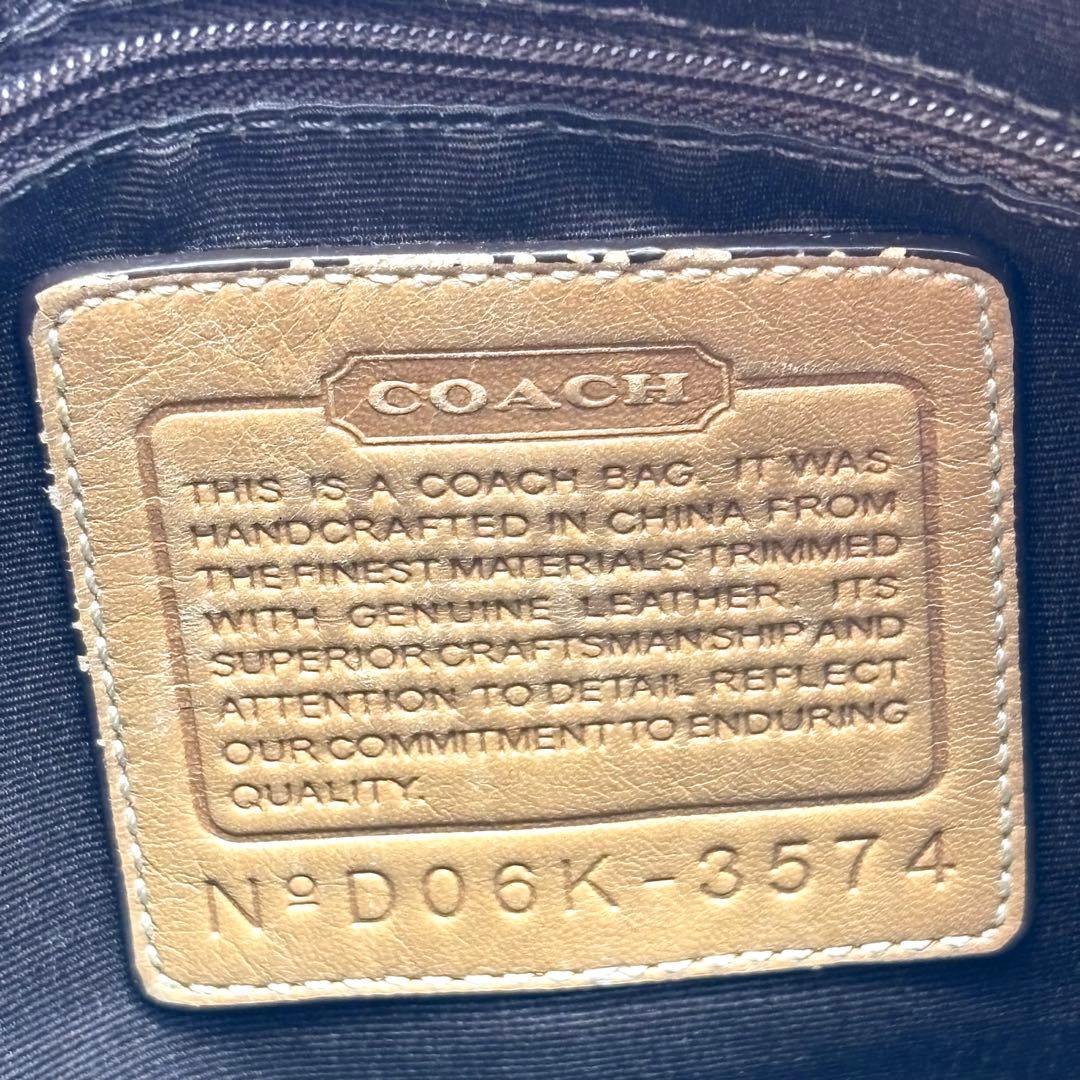 COACH
THIS IS A COACH BAG. IT WAS
HANDCRAFTED IN CHINA FROM
THE FINEST MATERIALS TRIMMED
WITH GENUINE LEATHER. ITS
SUPERIOR CRAFTSMANSHIP AND
ATTENTION TO DETAIL REFLECT
OUR COMMITMENT TO ENDURING
QUALITY.
Nº D06K-3574